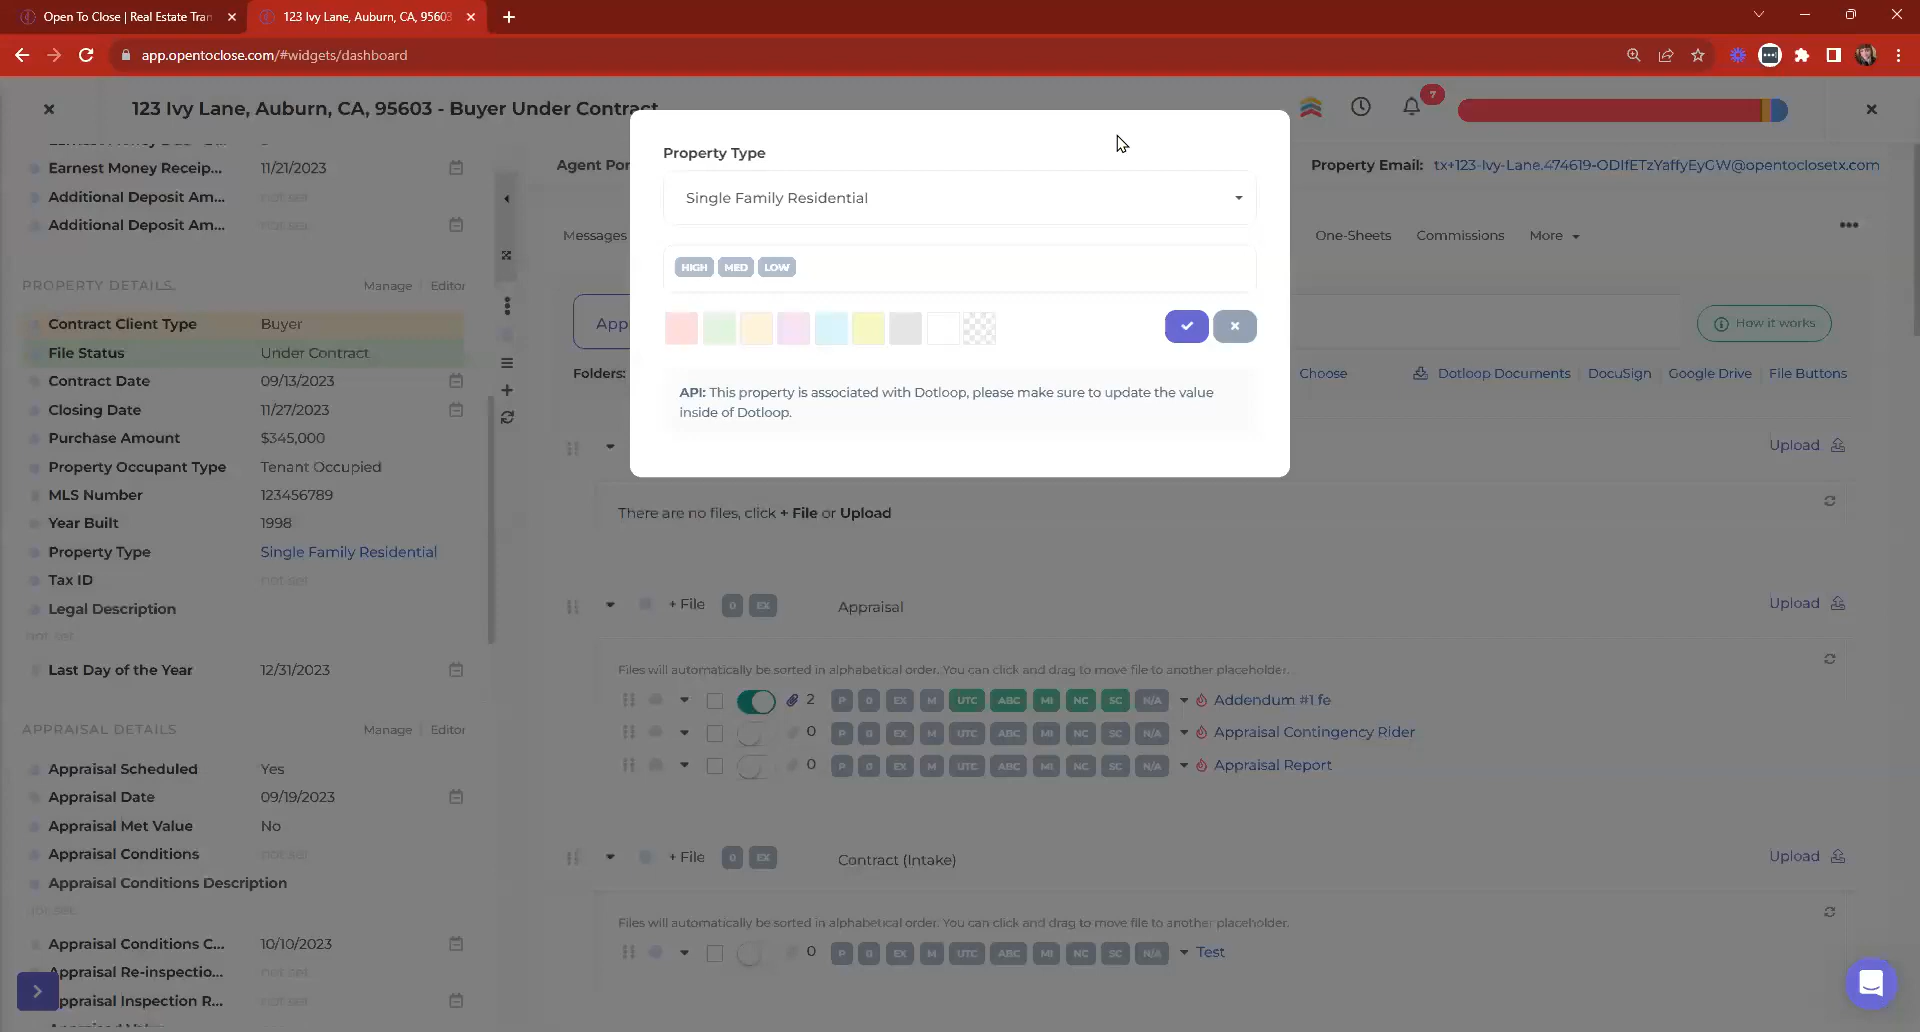 Open To Close | Real Estate Tran
123 Ivy Lane, Auburn, CA, 95603
app.opentoclose.com/#widgets/dashboard
123 Ivy Lane, Auburn, CA, 95603 - Buyer Under Contract
7
Earnest Money Receip... 11/21/2023
Additional Deposit Am... not set
Additional Deposit Am... not set
PROPERTY DETAILS. Manage Editor
Contract Client Type Buyer
File Status Under Contract
Contract Date 09/13/2023
Closing Date 11/27/2023
Purchase Amount $345,000
Property Occupant Type Tenant Occupied
MLS Number 123456789
Year Built 1998
Property Type Single Family Residential
Tax ID not set
Legal Description
not set
Last Day of the Year 12/31/2023
APPRAISAL DETAILS Manage Editor
Appraisal Scheduled Yes
Appraisal Date 09/19/2023
Appraisal Met Value No
Appraisal Conditions not set
Appraisal Conditions Description
not set
Appraisal Conditions C... 10/10/2023
Appraisal Re-inspectio... not set
Appraisal Inspection R... not set
Property Type
Single Family Residential
HIGH MED LOW
API: This property is associated with Dotloop, please make sure to update the value
inside of Dotloop.
Agent Por
Property Email: tx+123-Ivy-Lane.474619-ODIfETzYaffyEyGW@opentoclosetx.com
Messages One-Sheets Commissions More
App
How it works
Folders: Choose Dotloop Documents DocuSign Google Drive File Buttons
Upload
There are no files, click + File or Upload
+ File 0 EX Appraisal Upload
Files will automatically be sorted in alphabetical order. You can click and drag to move file to another placeholder.
2 P 0 EX M UTC ABC MI NC SC N/A Addendum #1 fe
0 P 0 EX M UTC ABC MI NC SC N/A Appraisal Contingency Rider
0 P 0 EX M UTC ABC MI NC SC N/A Appraisal Report
+ File 0 EX Contract (Intake) Upload
Files will automatically be sorted in alphabetical order. You can click and drag to move file to another placeholder.
0 P 0 EX M UTC ABC MI NC SC N/A Test